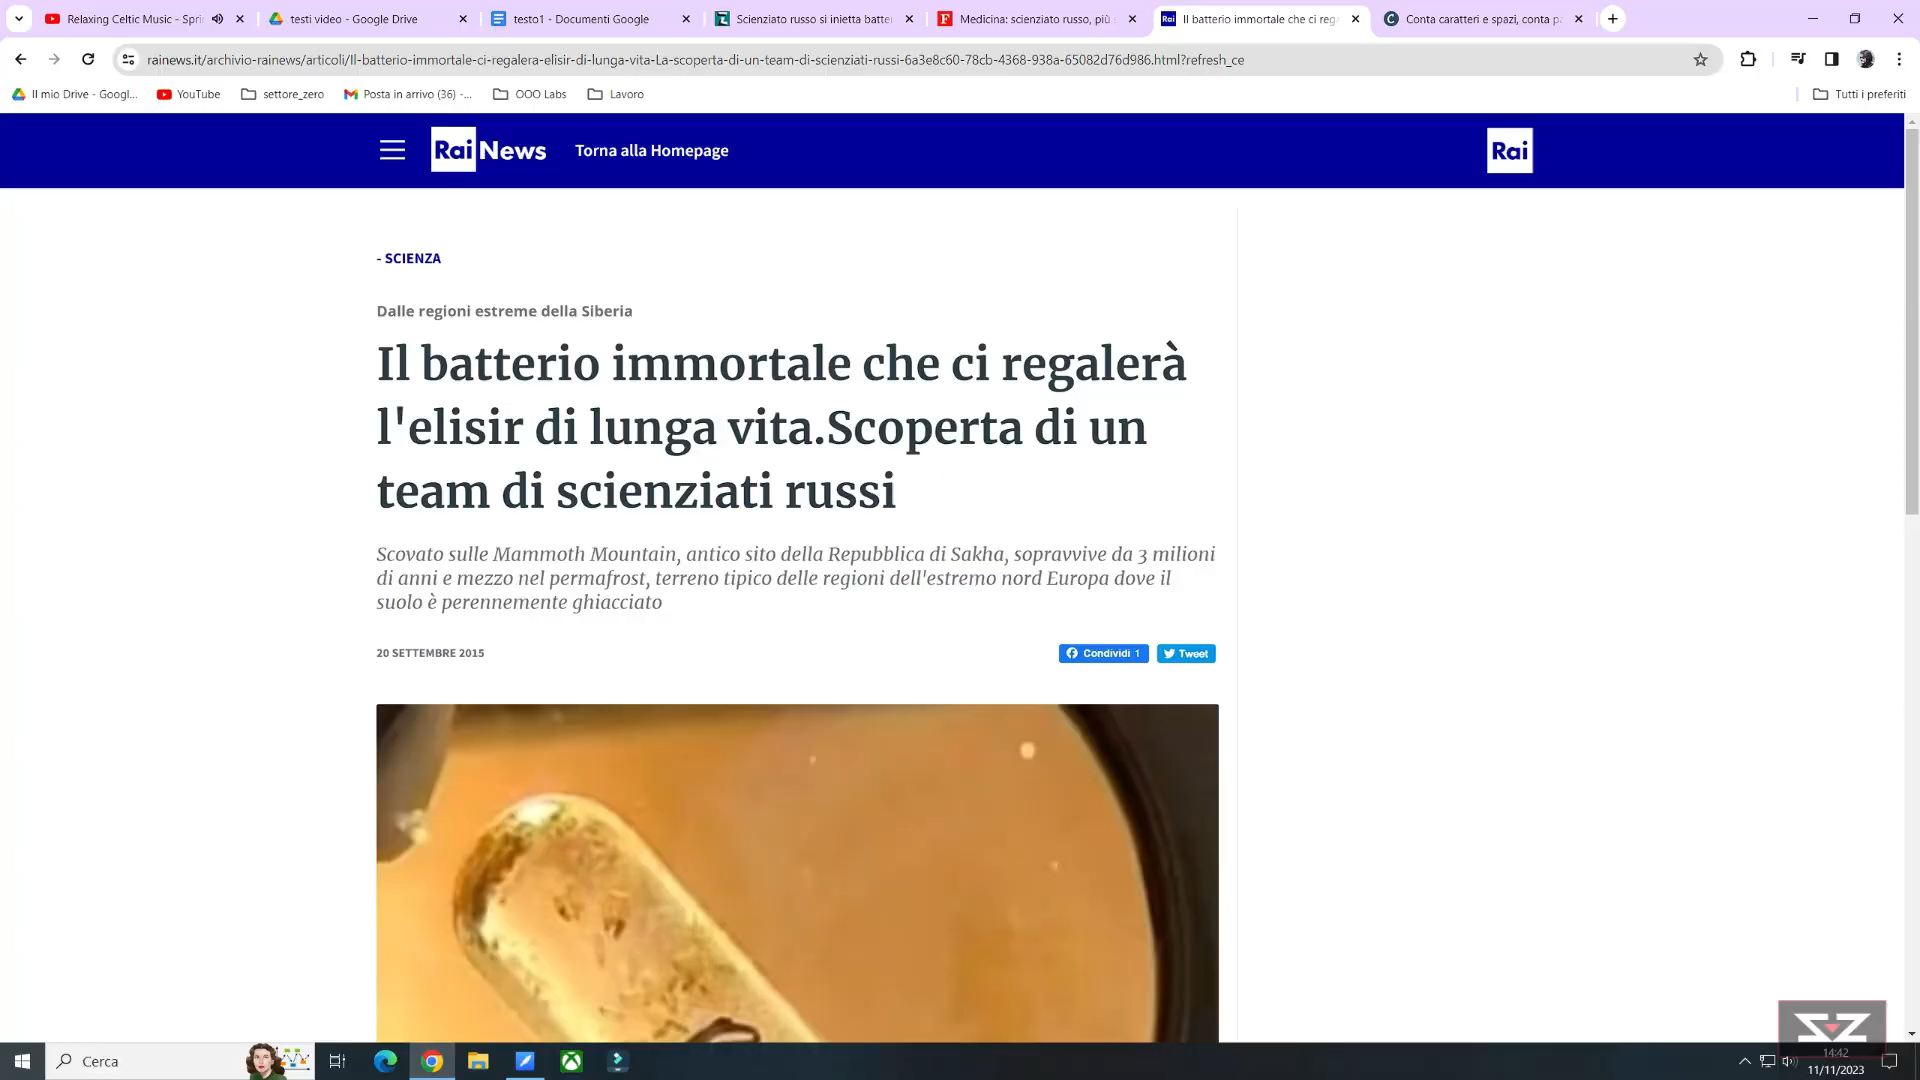 Relaxing Celtic Music - Spri
testi video - Google Drive
testo1 - Documenti Google
Scienziato russo si inietta batte
Medicina: scienziato russo, più
Il batterio immortale che ci reg
Conta caratteri e spazi, conta p
rainews.it/archivio-rainews/articoli/Il-batterio-immortale-ci-regalera-elisir-di-lunga-vita-La-scoperta-di-un-team-di-scienziati-russi-6a3e8c60-78cb-4368-938a-65082d76d986.html?refresh_ce
Il mio Drive - Googl...
YouTube
settore_zero
Posta in arrivo (36) -...
OOO Labs
Lavoro
Tutti i preferiti
Rai News
Torna alla Homepage
Rai
- SCIENZA
Dalle regioni estreme della Siberia
Il batterio immortale che ci regalerà
l'elisir di lunga vita.Scoperta di un
team di scienziati russi
Scovato sulle Mammoth Mountain, antico sito della Repubblica di Sakha, sopravvive da 3 milioni
di anni e mezzo nel permafrost, terreno tipico delle regioni dell'estremo nord Europa dove il
suolo è perennemente ghiacciato
20 SETTEMBRE 2015
Condividi 1
Tweet
Cerca
14:42
11/11/2023